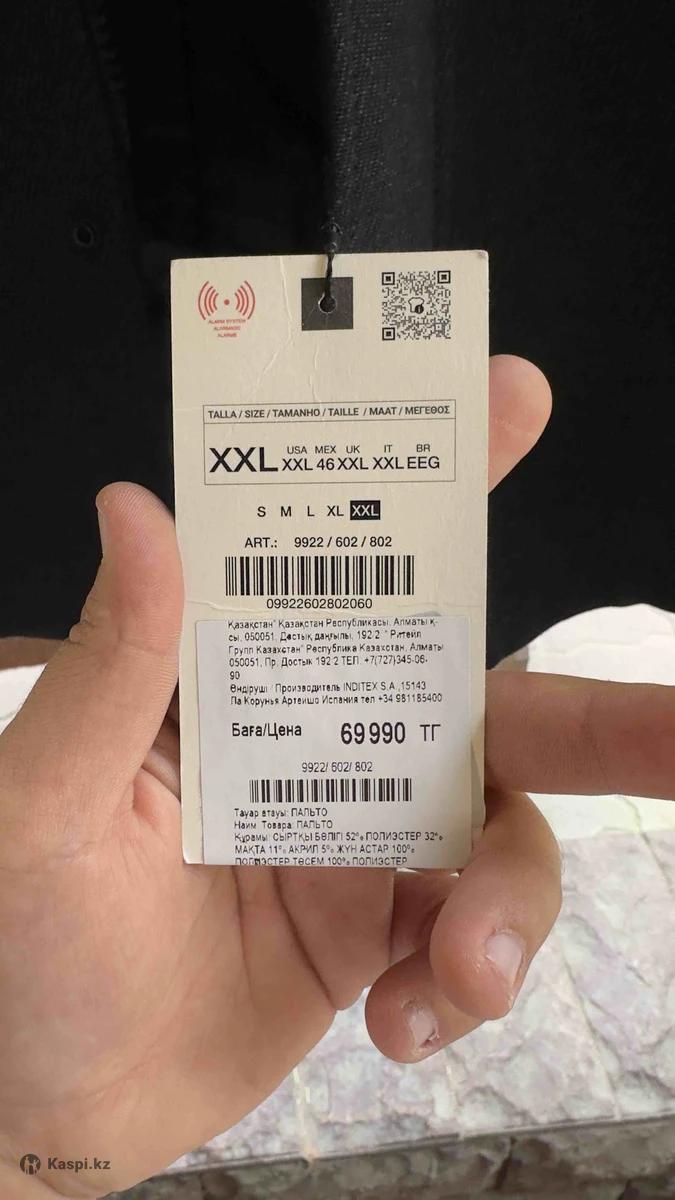 ALARM SYSTEM
ALARMADO
ALARME
TALLA / SIZE / TAMANHO / TAILLE / MAAT / ΜΕΓΕΘΟΣ
USA MEX UK IT BR
XXL XXL 46 XXL XXL EEG
S M L XL XXL
ART.: 9922 / 602 / 802
09922602802060
Қазақстан" Қазақстан Республикасы, Алматы қ-
сы, 050051, Достық даңғылы, 192 2 " Ритейл
Групп Казахстан" Республика Казахстан, Алматы
050051, Пр. Достык 192 2 ТЕЛ. +7(727)345-06-
90
Өндіруші / Производитель INDITEX S.A.,15143
Ла Корунья Артеишо Испания тел +34 981185400
Баға/Цена 69 990 ТГ
9922/ 602/ 802
Тауар атауы: ПАЛЬТО
Наим. Товара: ПАЛЬТО
Құрамы: СЫРТҚЫ БӨЛІГІ 52% ПОЛИЭСТЕР 32%
МАҚТА 11% АКРИЛ 5% ЖҮН АСТАР 100%
ПОЛИЭСТЕР ТӨСЕМ 100% ПОЛИЭСТЕР
Kaspi.kz